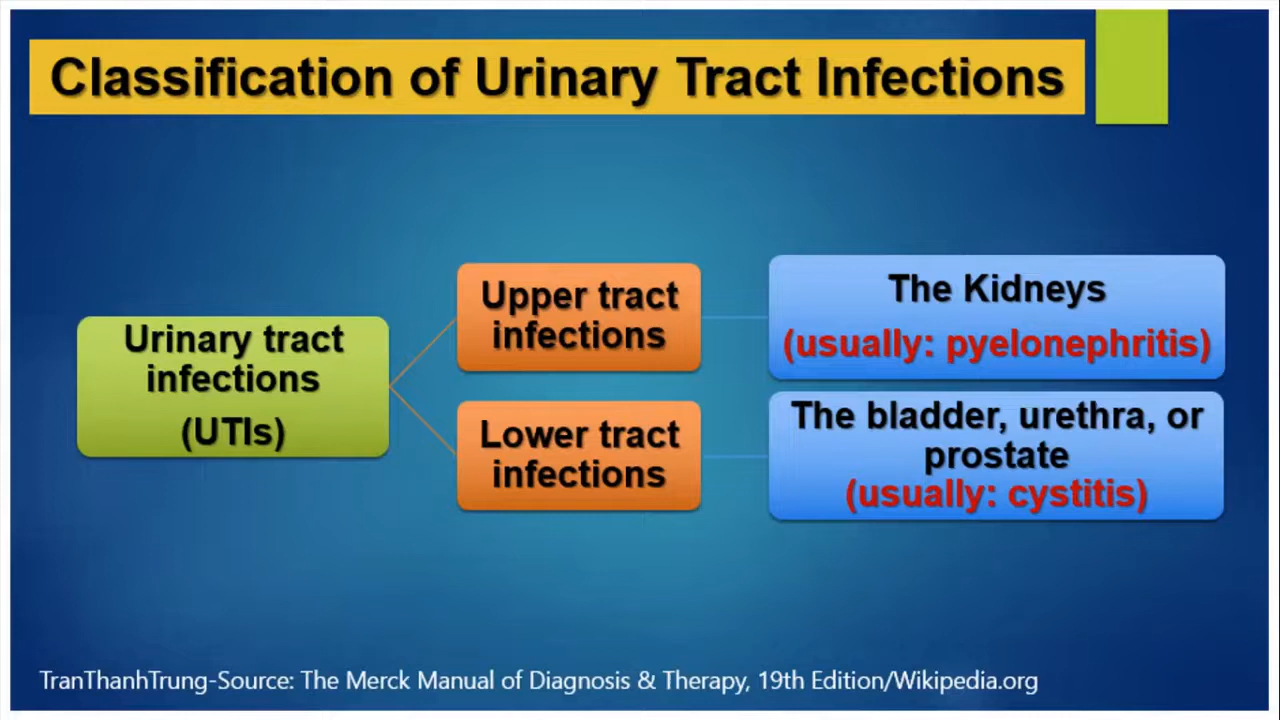 Classification of Urinary Tract Infections
Urinary tract
infections
(UTIs)
Upper tract
infections
The Kidneys
(usually: pyelonephritis)
Lower tract
infections
The bladder, urethra, or
prostate
(usually: cystitis)
TranThanhTrung-Source: The Merck Manual of Diagnosis & Therapy, 19th Edition/Wikipedia.org